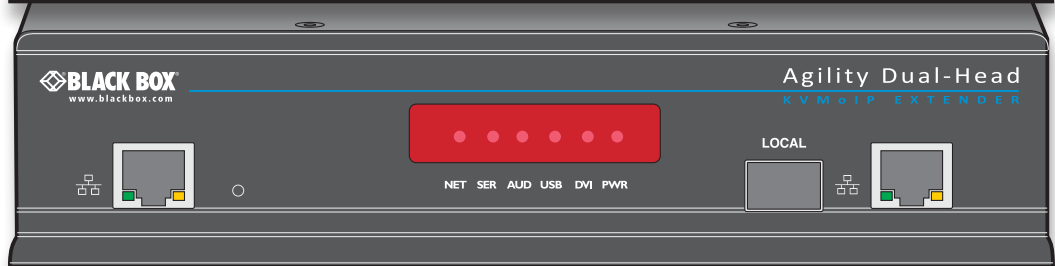 BLACK BOX®
www.blackbox.com
Agility Dual-Head
KVMoIP EXTENDER
LOCAL
NET SER AUD USB DVI PWR